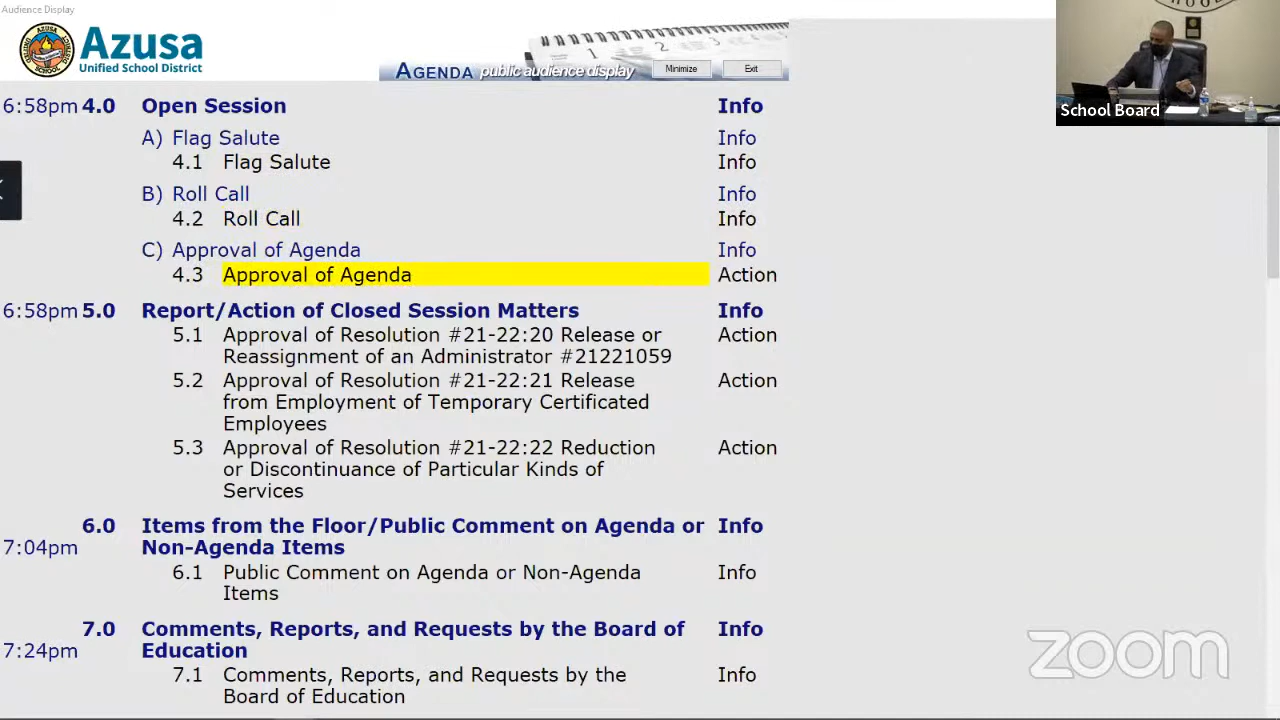 Audience Display
Azusa
Unified School District
AGENDA public audience display
Minimize
Exit
1 2 3
School Board
6:58pm 4.0 Open Session Info
A) Flag Salute Info
4.1 Flag Salute Info
B) Roll Call Info
4.2 Roll Call Info
C) Approval of Agenda Info
4.3 Approval of Agenda Action
6:58pm 5.0 Report/Action of Closed Session Matters Info
5.1 Approval of Resolution #21-22:20 Release or Action
Reassignment of an Administrator #21221059
5.2 Approval of Resolution #21-22:21 Release Action
from Employment of Temporary Certificated
Employees
5.3 Approval of Resolution #21-22:22 Reduction Action
or Discontinuance of Particular Kinds of
Services
6.0 Items from the Floor/Public Comment on Agenda or Info
7:04pm Non-Agenda Items
6.1 Public Comment on Agenda or Non-Agenda Info
Items
7.0 Comments, Reports, and Requests by the Board of Info
7:24pm Education
7.1 Comments, Reports, and Requests by the Info
Board of Education
zoom